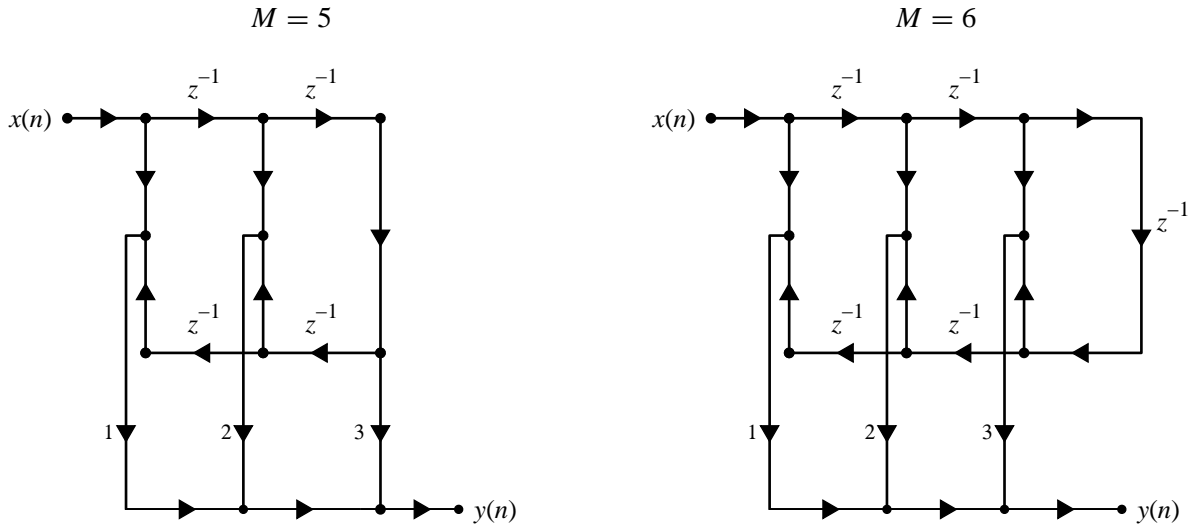 M = 5
z⁻¹ z⁻¹
x(n)
z⁻¹ z⁻¹
1 2 3
y(n)
M = 6
z⁻¹ z⁻¹
x(n)
z⁻¹
z⁻¹ z⁻¹
1 2 3
y(n)